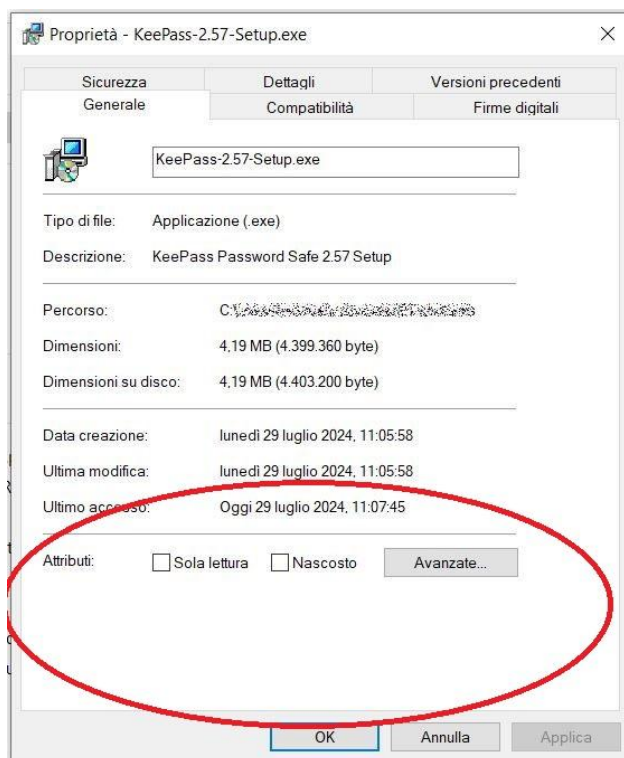 Proprietà - KeePass-2.57-Setup.exe
Sicurezza Dettagli Versioni precedenti
Generale Compatibilità Firme digitali
KeePass-2.57-Setup.exe
Tipo di file: Applicazione (.exe)
Descrizione: KeePass Password Safe 2.57 Setup
Percorso: C:\
Dimensioni: 4,19 MB (4.399.360 byte)
Dimensioni su disco: 4,19 MB (4.403.200 byte)
Data creazione: lunedì 29 luglio 2024, 11:05:58
Ultima modifica: lunedì 29 luglio 2024, 11:05:58
Ultimo accesso: Oggi 29 luglio 2024, 11:07:45
Attributi: Sola lettura Nascosto Avanzate...
OK Annulla Applica